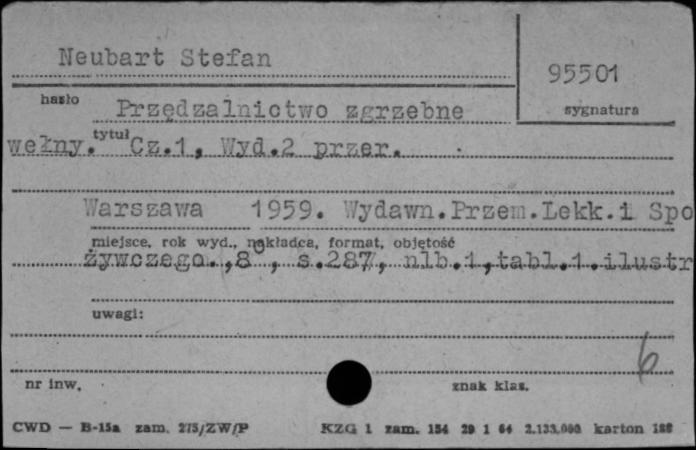 Neubart Stefan
95501
hasło
sygnatura
Przędzalnictwo zgrzebne
tytuł
wełny. Cz.1, Wyd.2 przer.
Warszawa 1959. Wydawn.Przem.Lekk.i Spo
miejsce, rok wyd., nakładca, format, objętość
żywczego.,8°, s.287, nlb.1,tabl.1.ilustr
uwagi:
6
nr inw.
znak klas.
CWD — B-15a zam. 275/ZW/P
KZG 1 zam. 154 29 1 64 2.133.000 karton 188